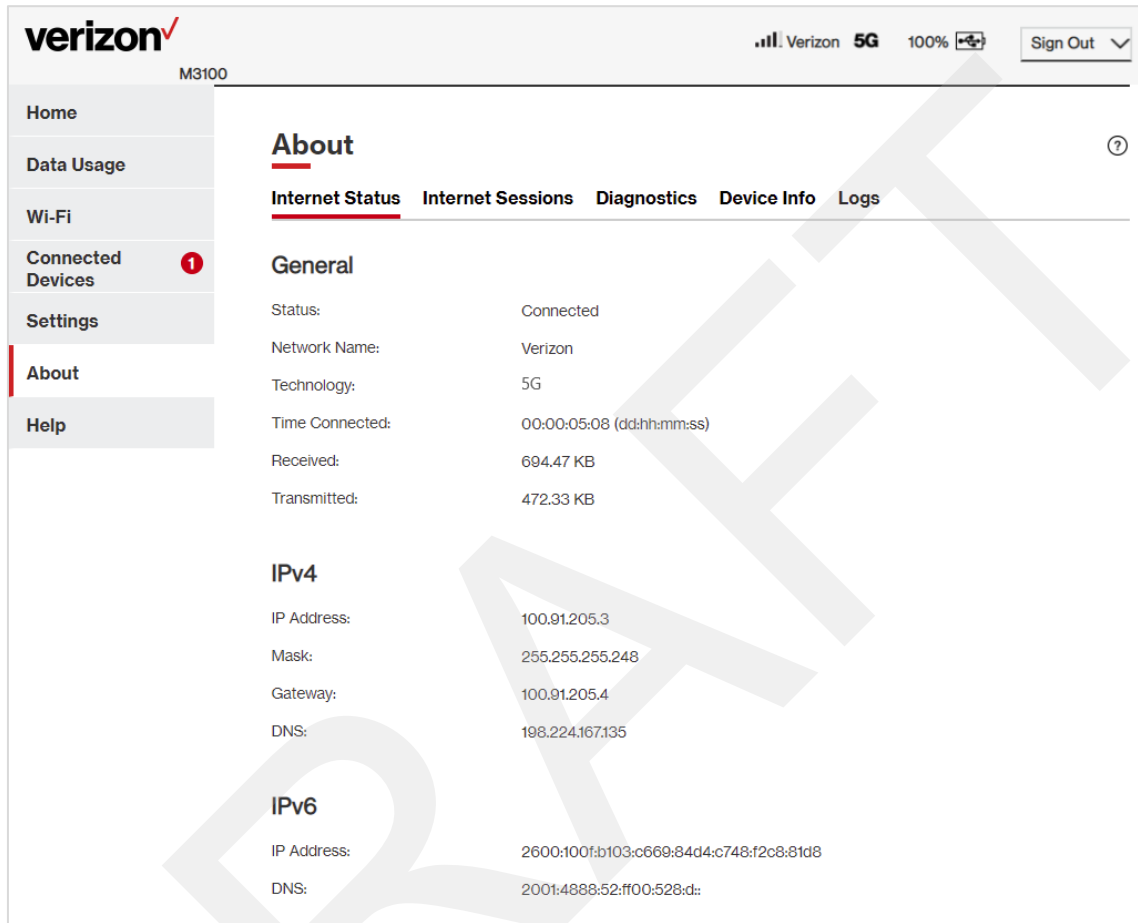 verizon
Verizon 5G 100% Sign Out
M3100
Home
Data Usage
Wi-Fi
Connected
Devices
1
Settings
About
Help
About
?
Internet Status Internet Sessions Diagnostics Device Info Logs
General
Status: Connected
Network Name: Verizon
Technology: 5G
Time Connected: 00:00:05:08 (dd:hh:mm:ss)
Received: 694.47 KB
Transmitted: 472.33 KB
IPv4
IP Address: 100.91.205.3
Mask: 255.255.255.248
Gateway: 100.91.205.4
DNS: 198.224.167.135
IPv6
IP Address: 2600:100f:b103:c669:84d4:c748:f2c8:81d8
DNS: 2001:4888:52:ff00:528:d::
RAFT